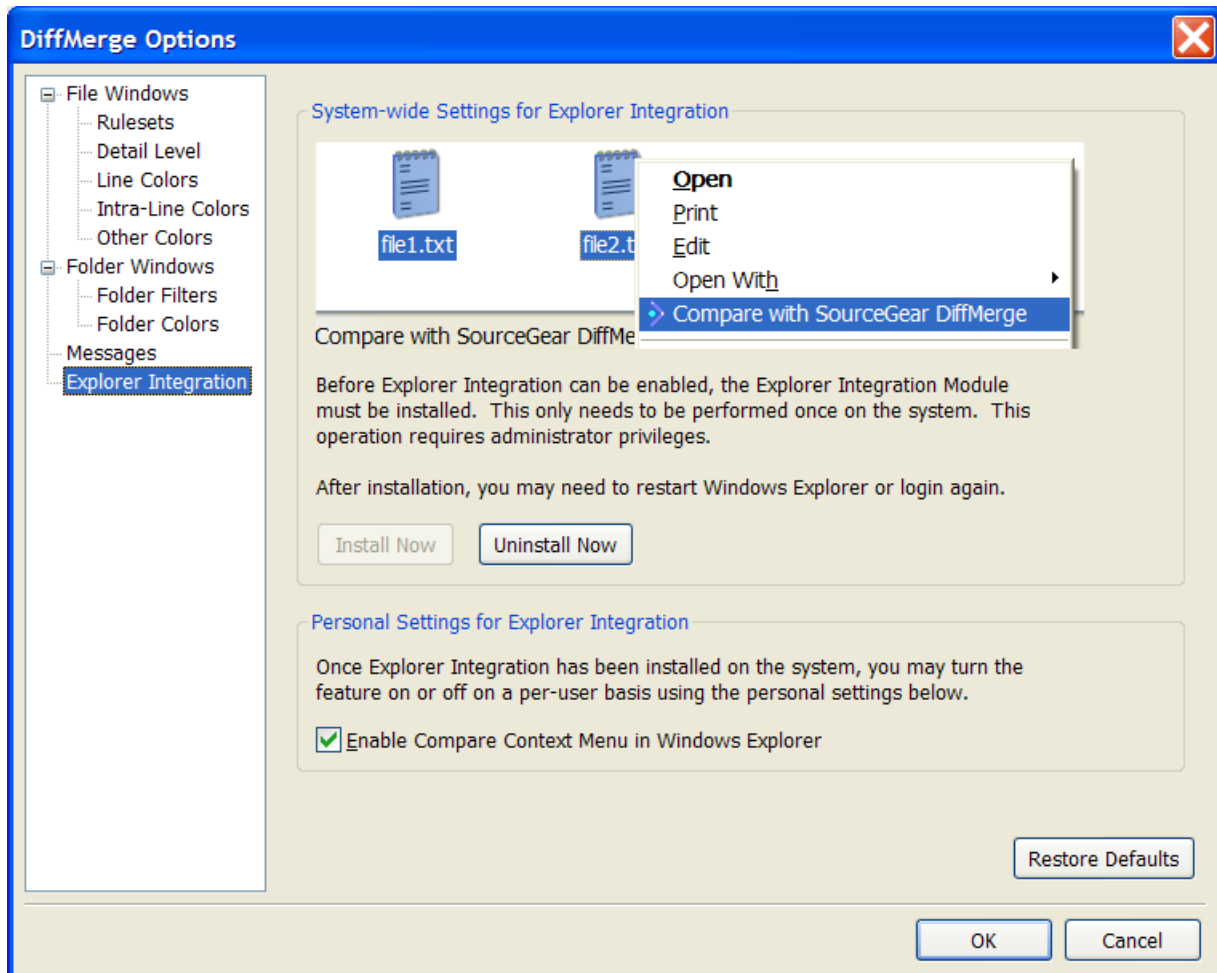 DiffMerge Options
File Windows
Rulesets
Detail Level
Line Colors
Intra-Line Colors
Other Colors
Folder Windows
Folder Filters
Folder Colors
Messages
Explorer Integration
System-wide Settings for Explorer Integration
file1.txt
file2.t
Open
Print
Edit
Open With
Compare with SourceGear DiffMerge
Compare with SourceGear DiffMe
Before Explorer Integration can be enabled, the Explorer Integration Module
must be installed.  This only needs to be performed once on the system.  This
operation requires administrator privileges.
After installation, you may need to restart Windows Explorer or login again.
Install Now
Uninstall Now
Personal Settings for Explorer Integration
Once Explorer Integration has been installed on the system, you may turn the
feature on or off on a per-user basis using the personal settings below.
Enable Compare Context Menu in Windows Explorer
Restore Defaults
OK
Cancel